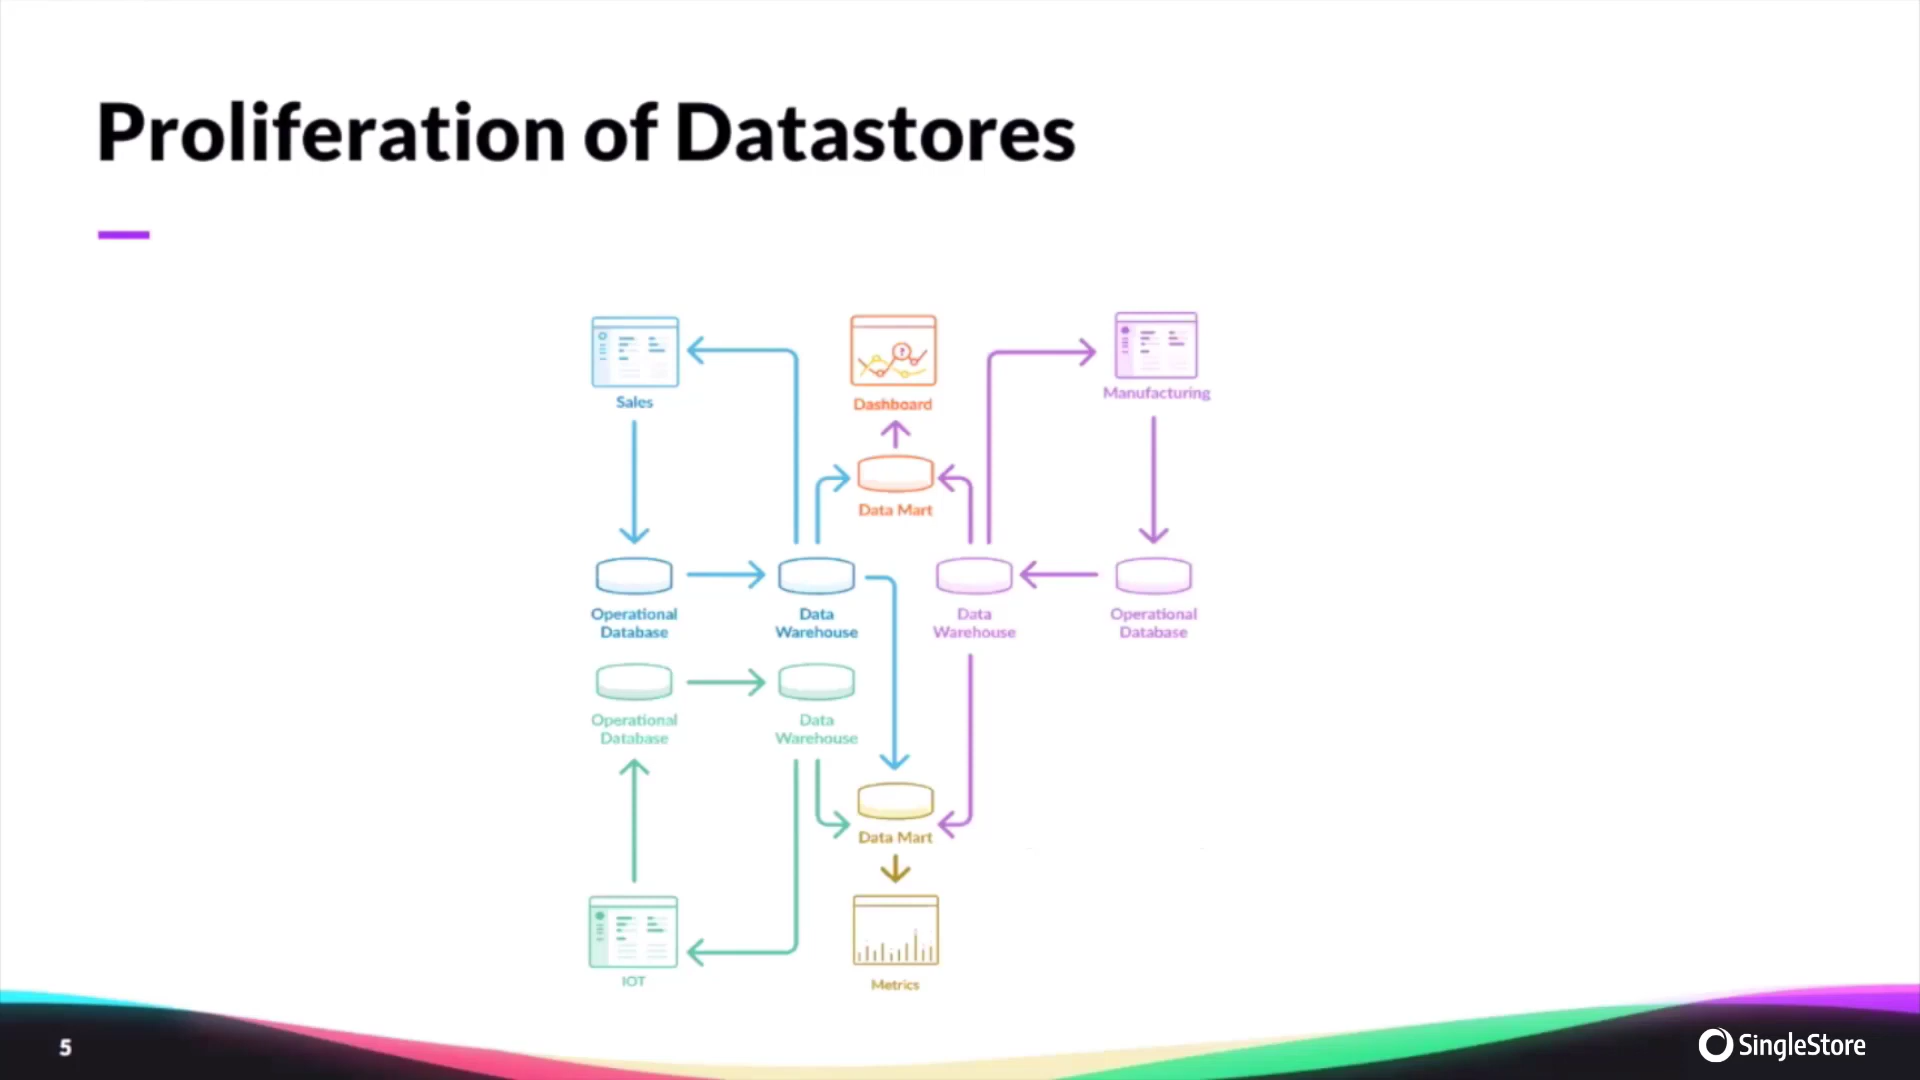 Proliferation of Datastores
Sales
Dashboard
Manufacturing
Data Mart
Operational
Database
Data
Warehouse
Data
Warehouse
Operational
Database
Operational
Database
Data
Warehouse
Data Mart
IOT
Metrics
5
SingleStore